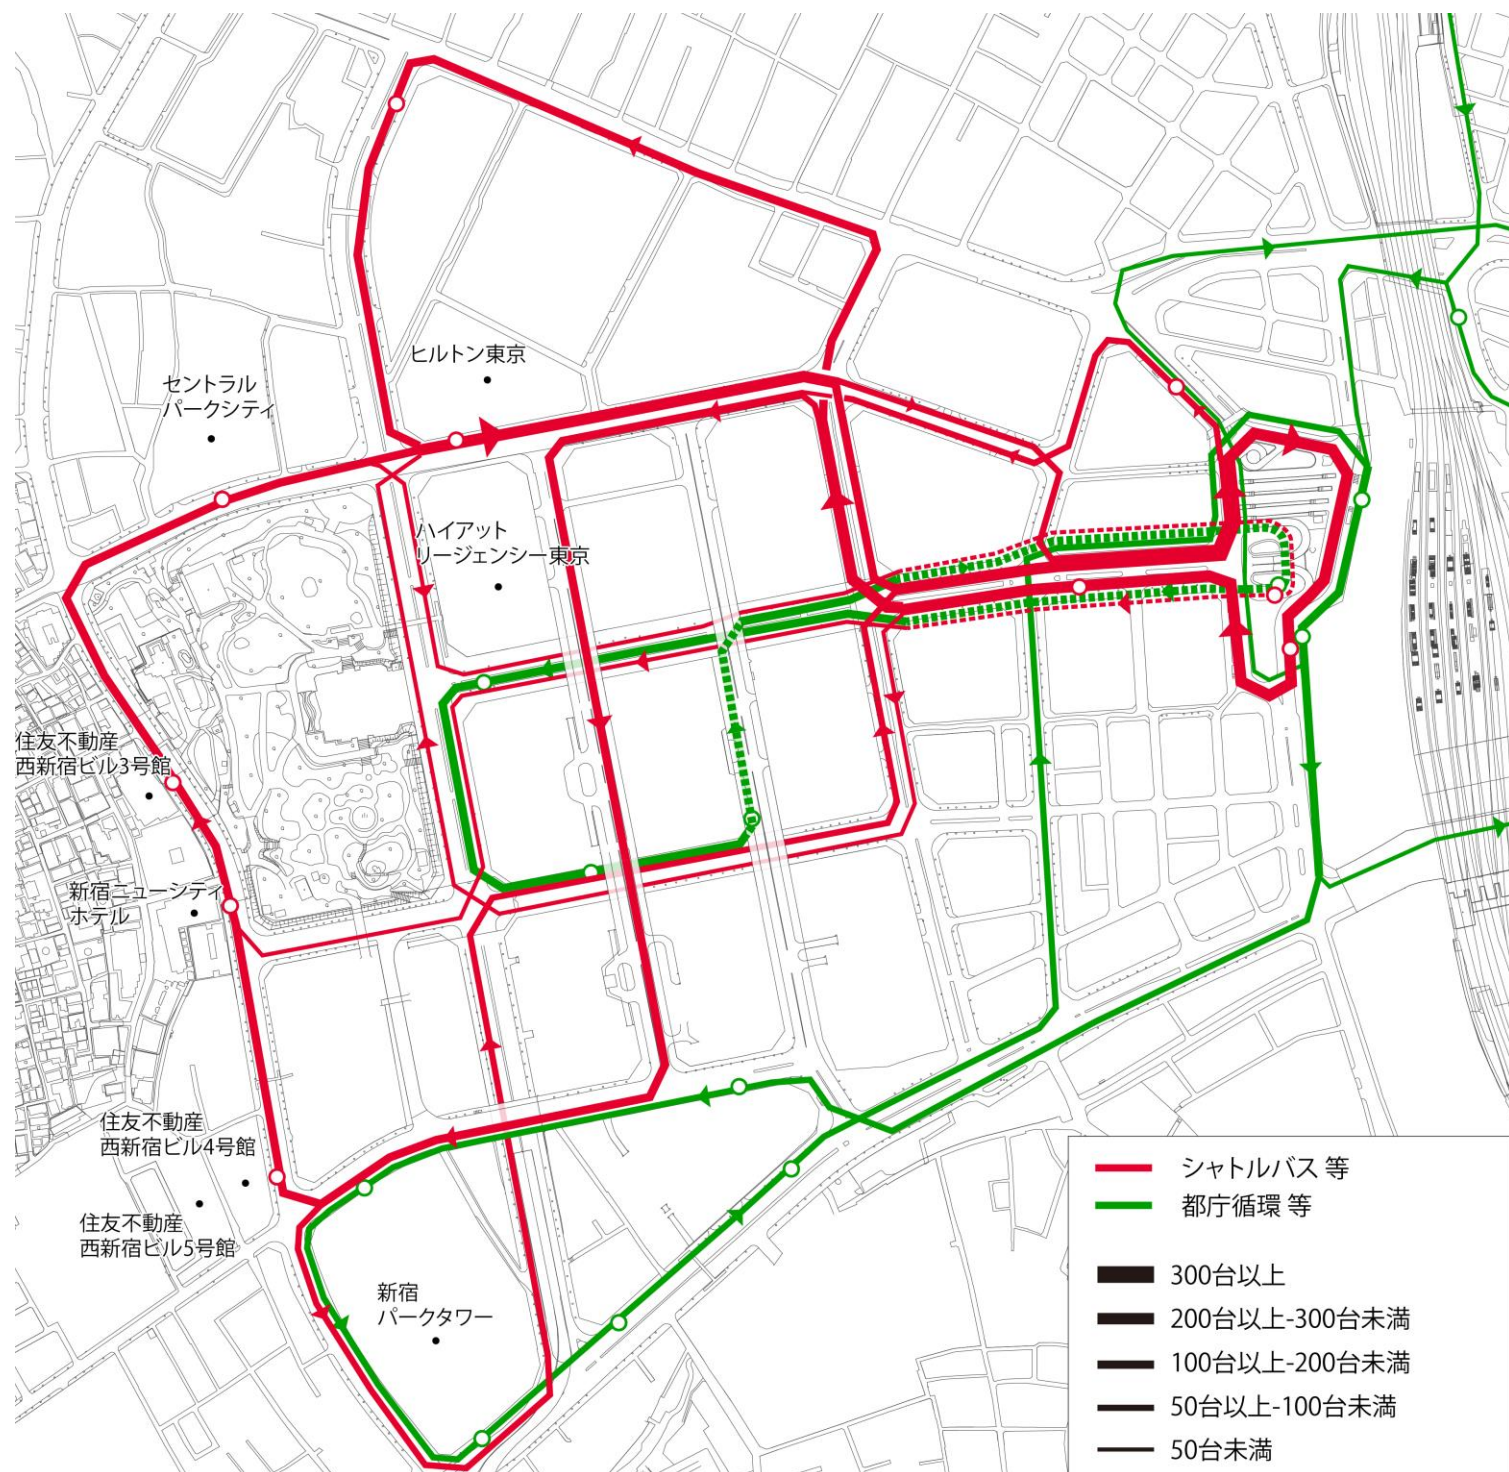 ヒルトン東京
セントラル
パークシティ
ハイアット
リージェンシー東京
住友不動産
西新宿ビル3号館
新宿ニューシティ
ホテル
住友不動産
西新宿ビル4号館
住友不動産
西新宿ビル5号館
新宿
パークタワー
シャトルバス 等
都庁循環 等
300台以上
200台以上-300台未満
100台以上-200台未満
50台以上-100台未満
50台未満